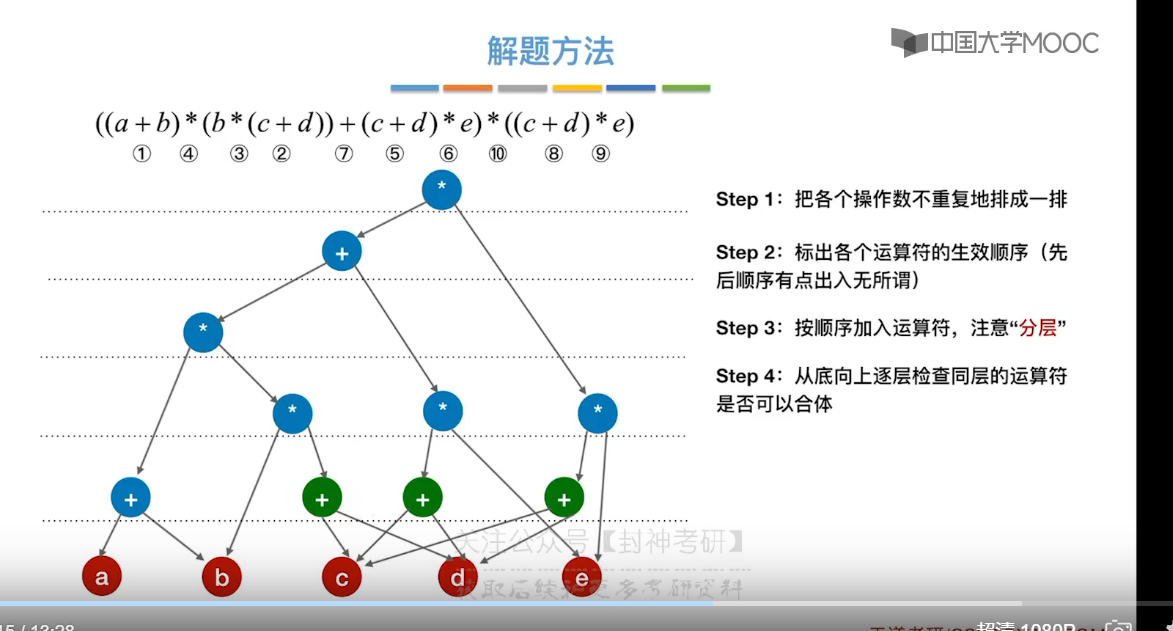 中国大学MOOC
解题方法
((a+b)*(b*(c+d))+(c+d)*e)*((c+d)*e)
① ④ ③ ② ⑦ ⑤ ⑥ ⑩ ⑧ ⑨
*
+
*
* * *
+ + + +
a b c d e
Step 1：把各个操作数不重复地排成一排
Step 2：标出各个运算符的生效顺序（先
后顺序有点出入无所谓）
Step 3：按顺序加入运算符，注意“分层”
Step 4：从底向上逐层检查同层的运算符
是否可以合体
关注公众号【封神考研】
获取后续和更多考研资料
15 / 13:28
超清 1080P